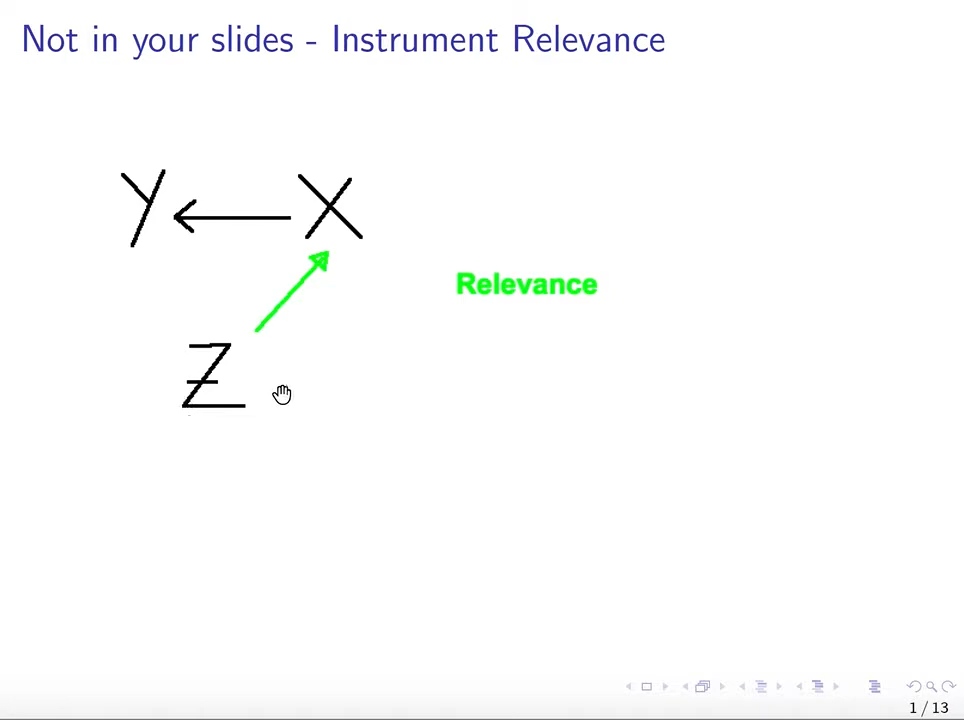 Not in your slides - Instrument Relevance
Y X
Relevance
Z
1 / 13